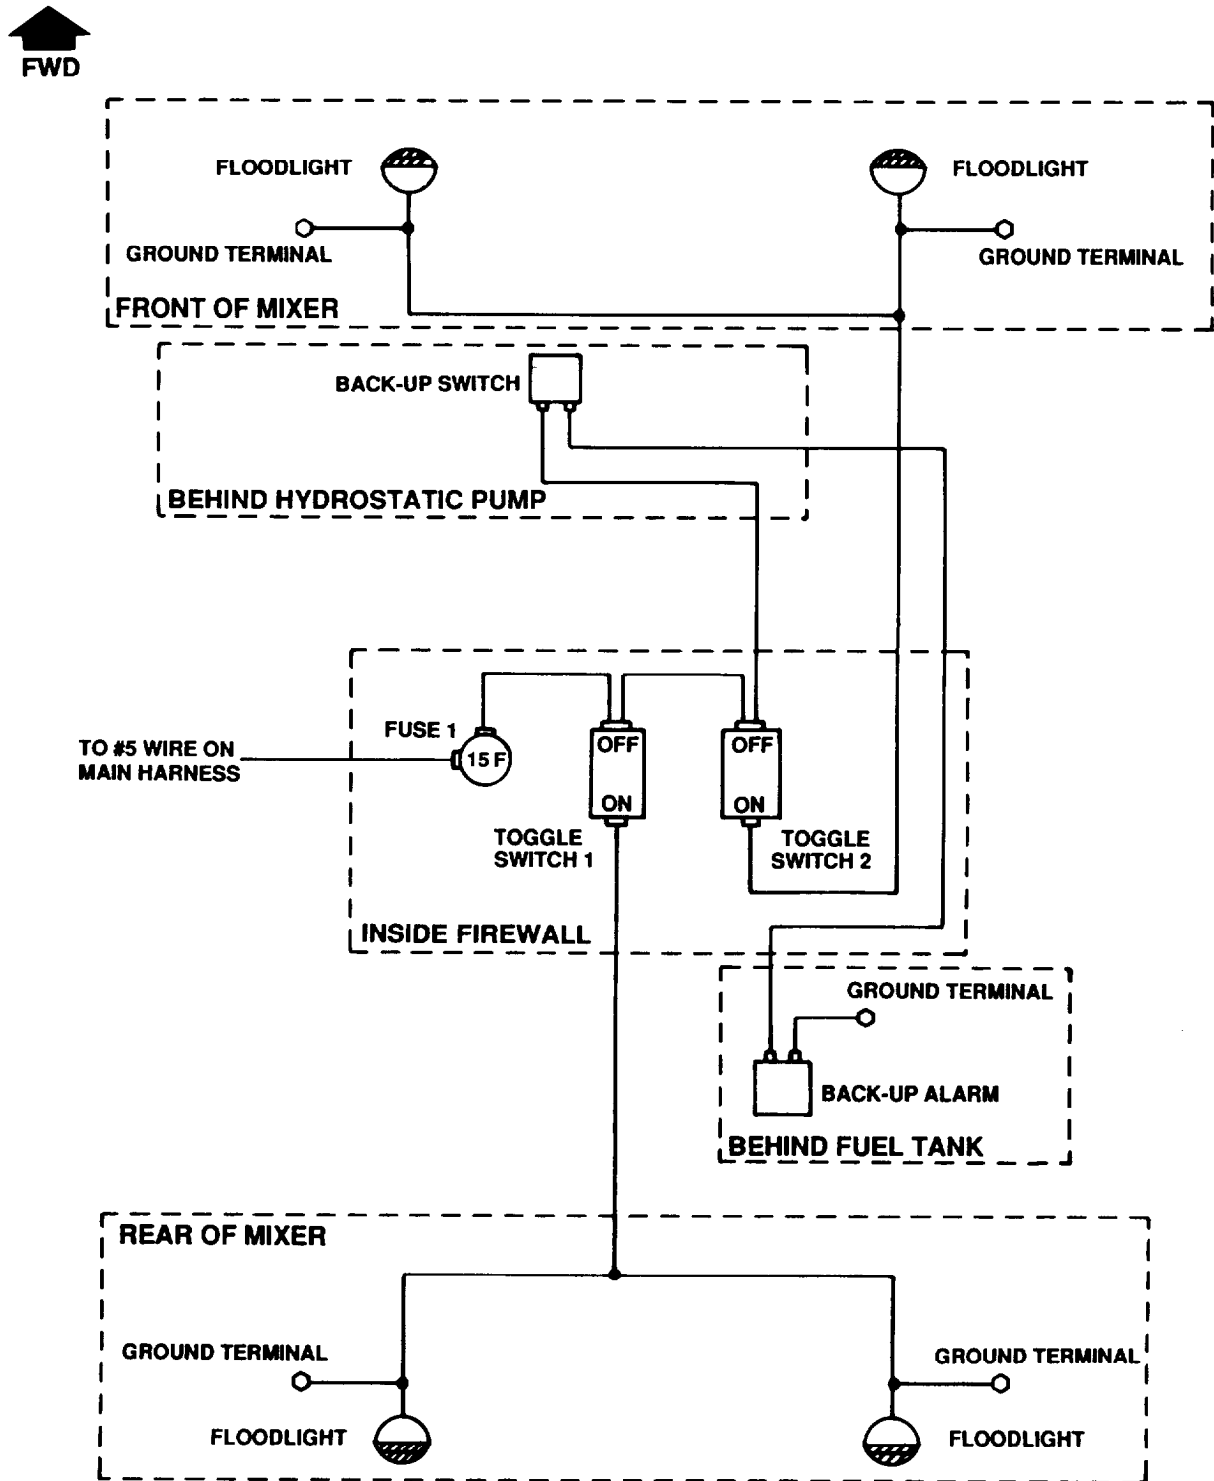 FWD
FLOODLIGHT
FLOODLIGHT
GROUND TERMINAL
GROUND TERMINAL
FRONT OF MIXER
BACK-UP SWITCH
BEHIND HYDROSTATIC PUMP
FUSE 1
15 F
TO #5 WIRE ON
MAIN HARNESS
OFF
ON
OFF
ON
TOGGLE
SWITCH 1
TOGGLE
SWITCH 2
INSIDE FIREWALL
GROUND TERMINAL
BACK-UP ALARM
BEHIND FUEL TANK
REAR OF MIXER
GROUND TERMINAL
GROUND TERMINAL
FLOODLIGHT
FLOODLIGHT